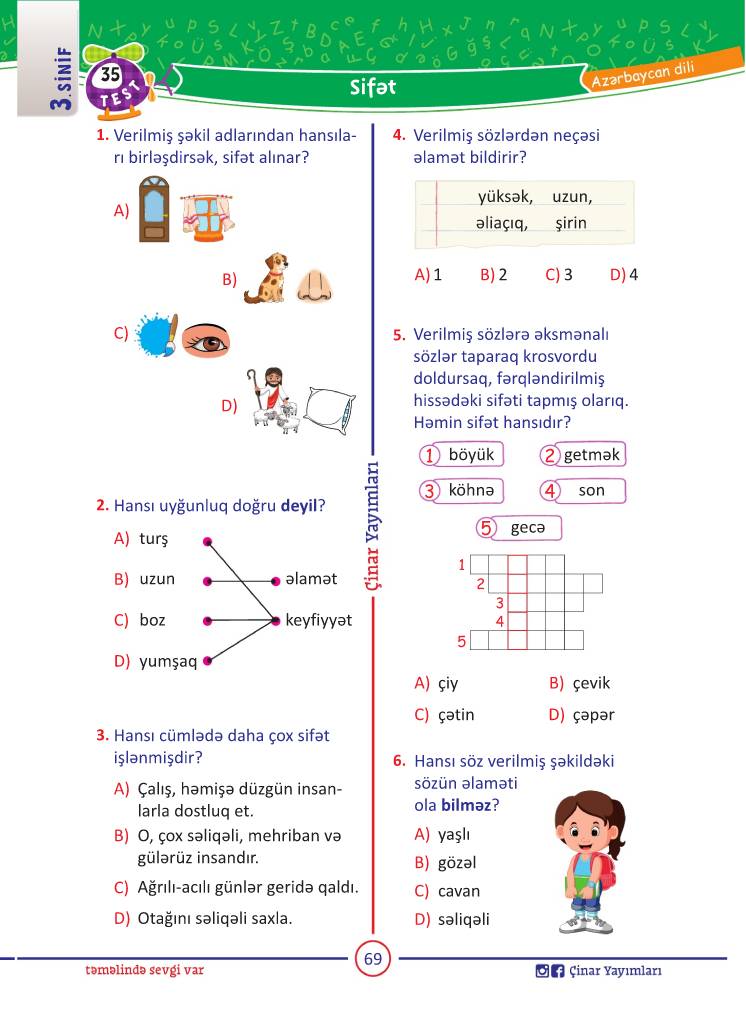 3. SİNİF
35
TEST
Sifət
Azərbaycan dili
1. Verilmiş şəkil adlarından hansıla-
rı birləşdirsək, sifət alınar?
A)
B)
C)
D)
2. Hansı uyğunluq doğru deyil?
A) turş
B) uzun əlamət
C) boz keyfiyyət
D) yumşaq
3. Hansı cümlədə daha çox sifət
işlənmişdir?
A) Çalış, həmişə düzgün insan-
larla dostluq et.
B) O, çox səliqəli, mehriban və
gülərüz insandır.
C) Ağrılı-acılı günlər geridə qaldı.
D) Otağını səliqəli saxla.
Çinar Yayımları
4. Verilmiş sözlərdən neçəsi
əlamət bildirir?
yüksək, uzun,
əliaçıq, şirin
A) 1 B) 2 C) 3 D) 4
5. Verilmiş sözlərə əksmənalı
sözlər taparaq krosvordu
doldursaq, fərqləndirilmiş
hissədəki sifəti tapmış olarıq.
Həmin sifət hansıdır?
1 böyük 2 getmək
3 köhnə 4 son
5 gecə
1
2
3
4
5
A) çiy B) çevik
C) çətin D) çəpər
6. Hansı söz verilmiş şəkildəki
sözün əlaməti
ola bilməz?
A) yaşlı
B) gözəl
C) cavan
D) səliqəli
təməlində sevgi var
69
Çinar Yayımları